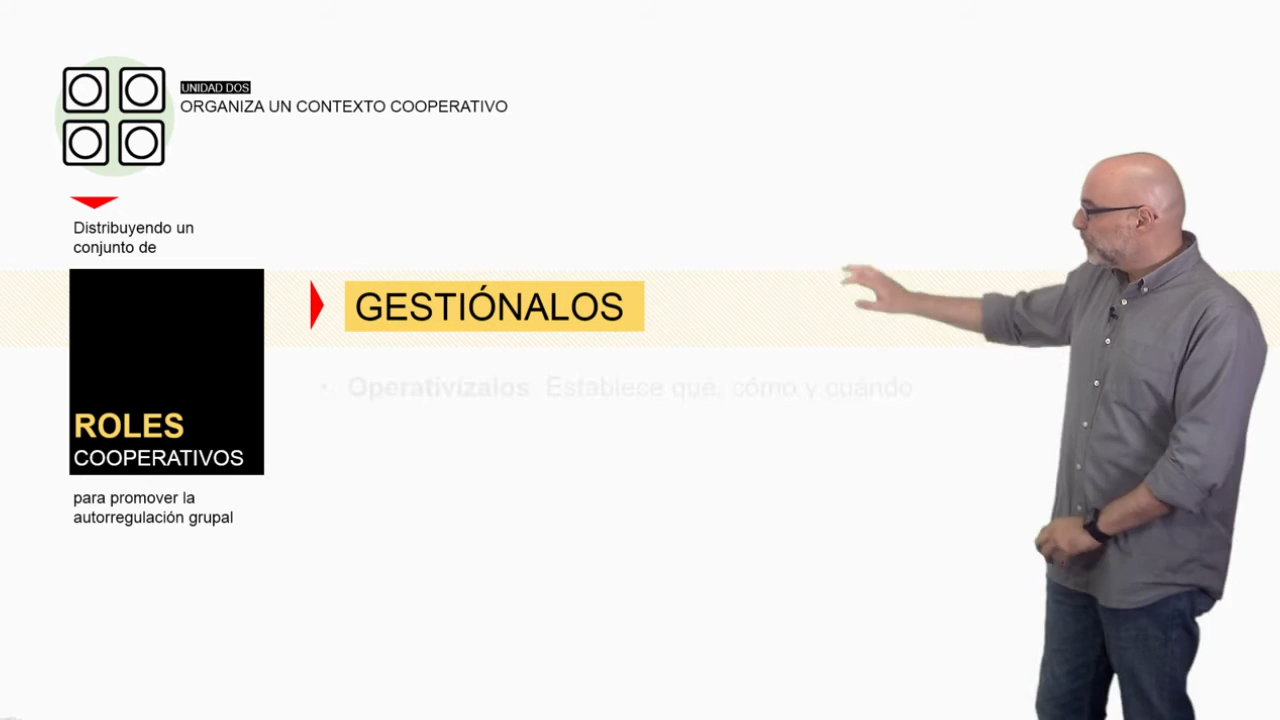 UNIDAD DOS
ORGANIZA UN CONTEXTO COOPERATIVO
Distribuyendo un
conjunto de
GESTIÓNALOS
• Operativízalos Establece qué, cómo y cuándo
ROLES
COOPERATIVOS
para promover la
autorregulación grupal